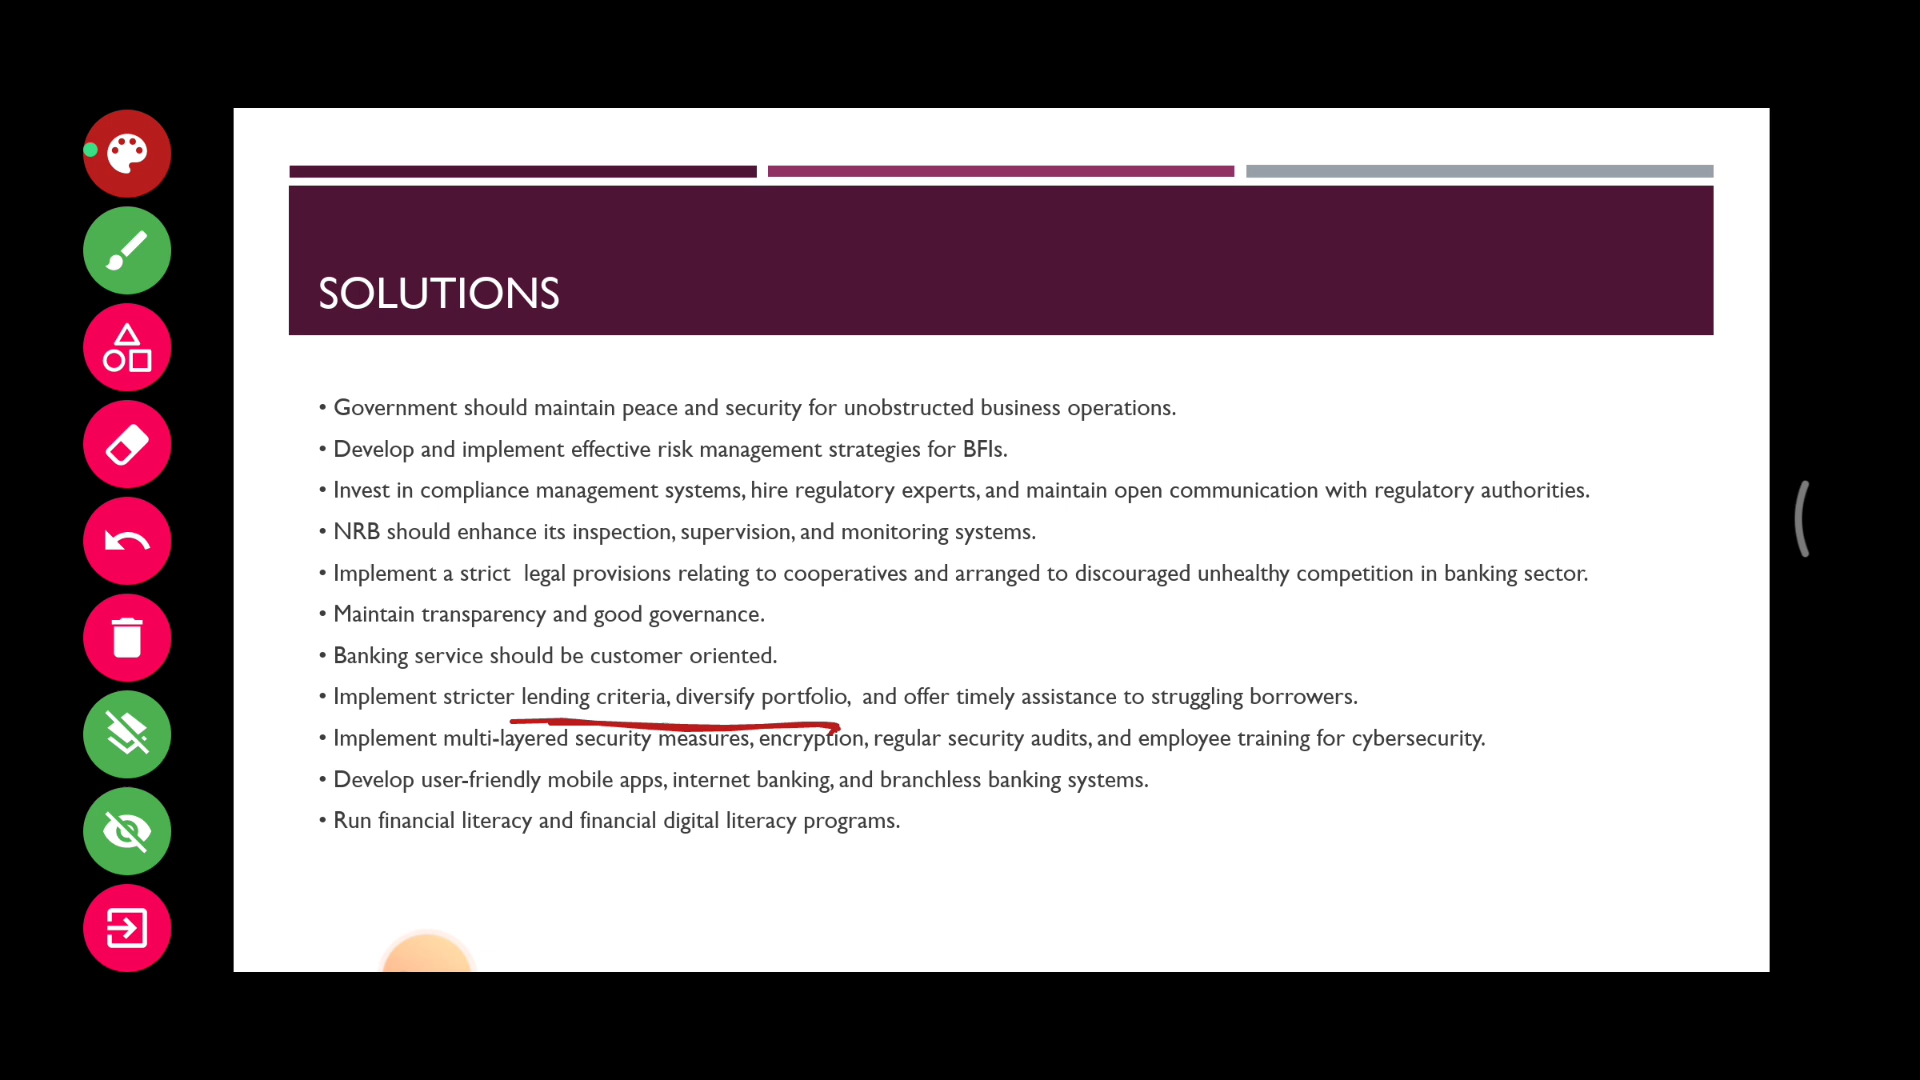 SOLUTIONS
• Government should maintain peace and security for unobstructed business operations.
• Develop and implement effective risk management strategies for BFIs.
• Invest in compliance management systems, hire regulatory experts, and maintain open communication with regulatory authorities.
• NRB should enhance its inspection, supervision, and monitoring systems.
• Implement a strict  legal provisions relating to cooperatives and arranged to discouraged unhealthy competition in banking sector.
• Maintain transparency and good governance.
• Banking service should be customer oriented.
• Implement stricter lending criteria, diversify portfolio,  and offer timely assistance to struggling borrowers.
• Implement multi-layered security measures, encryption, regular security audits, and employee training for cybersecurity.
• Develop user-friendly mobile apps, internet banking, and branchless banking systems.
• Run financial literacy and financial digital literacy programs.